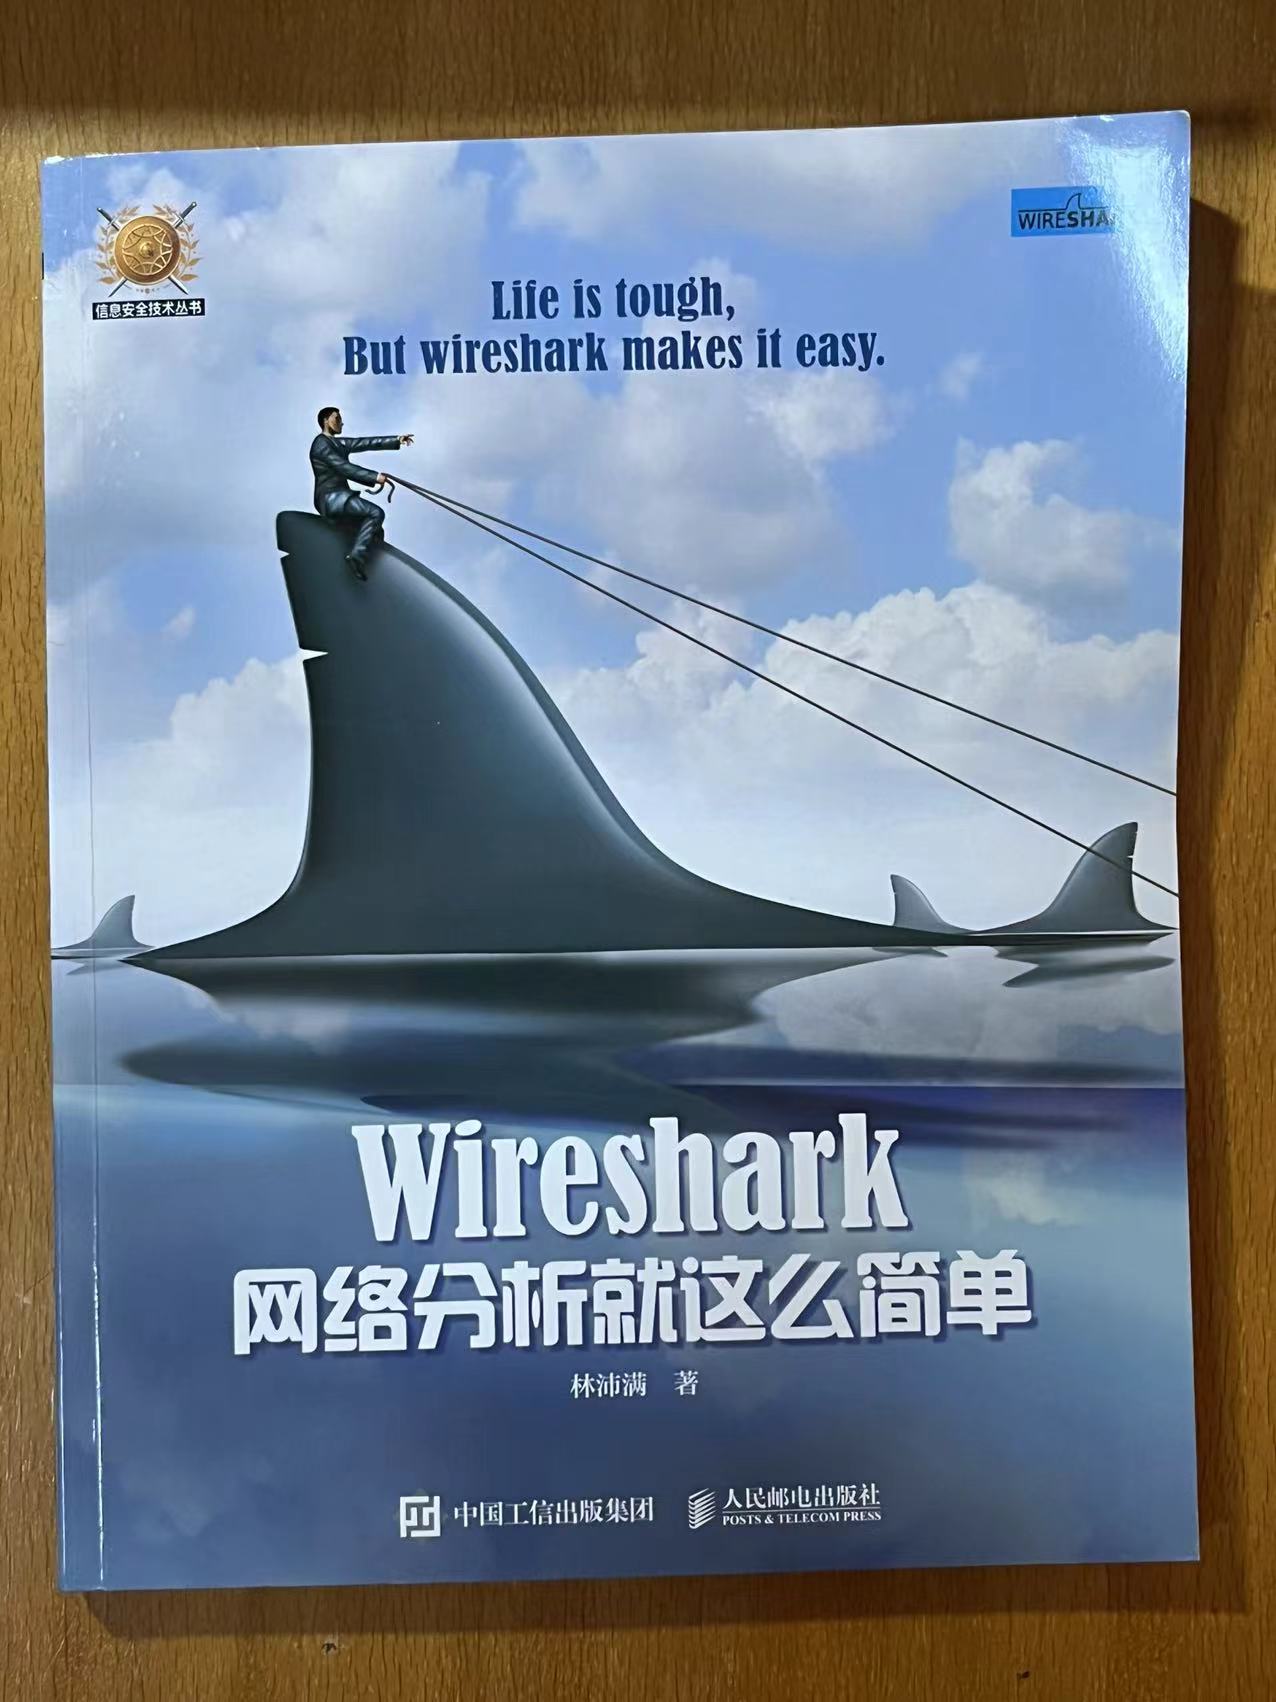 WIRESHA
信息安全技术丛书
Life is tough,
But wireshark makes it easy.
Wireshark
网络分析就这么简单
林沛满 著
中国工信出版集团
人民邮电出版社
POSTS & TELECOM PRESS